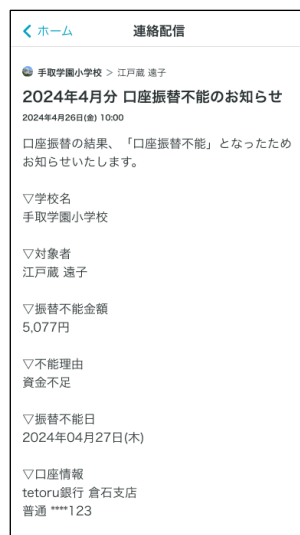 ホーム
連絡配信
手取学園小学校 > 江戸蔵 遠子
2024年4月分 口座振替不能のお知らせ
2024年4月26日(金) 10:00
口座振替の結果、「口座振替不能」となったため
お知らせいたします。
▽学校名
手取学園小学校
▽対象者
江戸蔵 遠子
▽振替不能金額
5,077円
▽不能理由
資金不足
▽振替不能日
2024年04月27日(木)
▽口座情報
tetoru銀行 倉石支店
普通 ****123